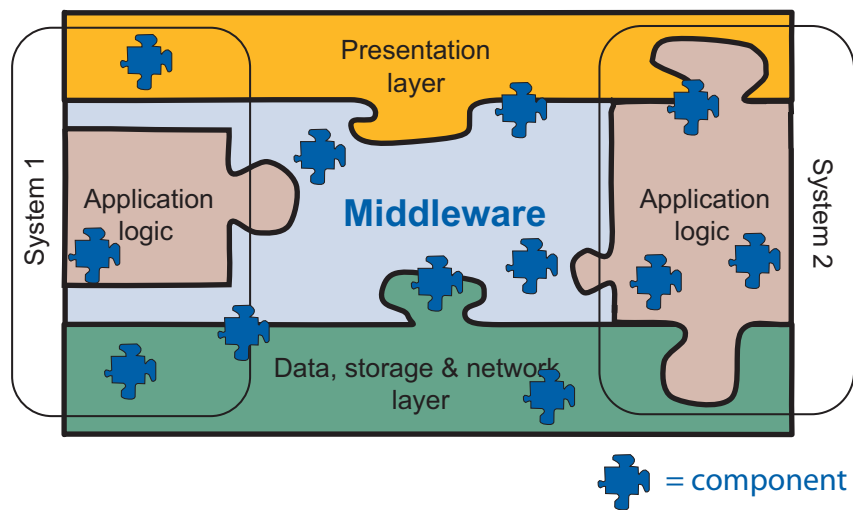 Presentation
layer
System 1
Application
logic
Middleware
Application
logic
System 2
Data, storage & network
layer
= component